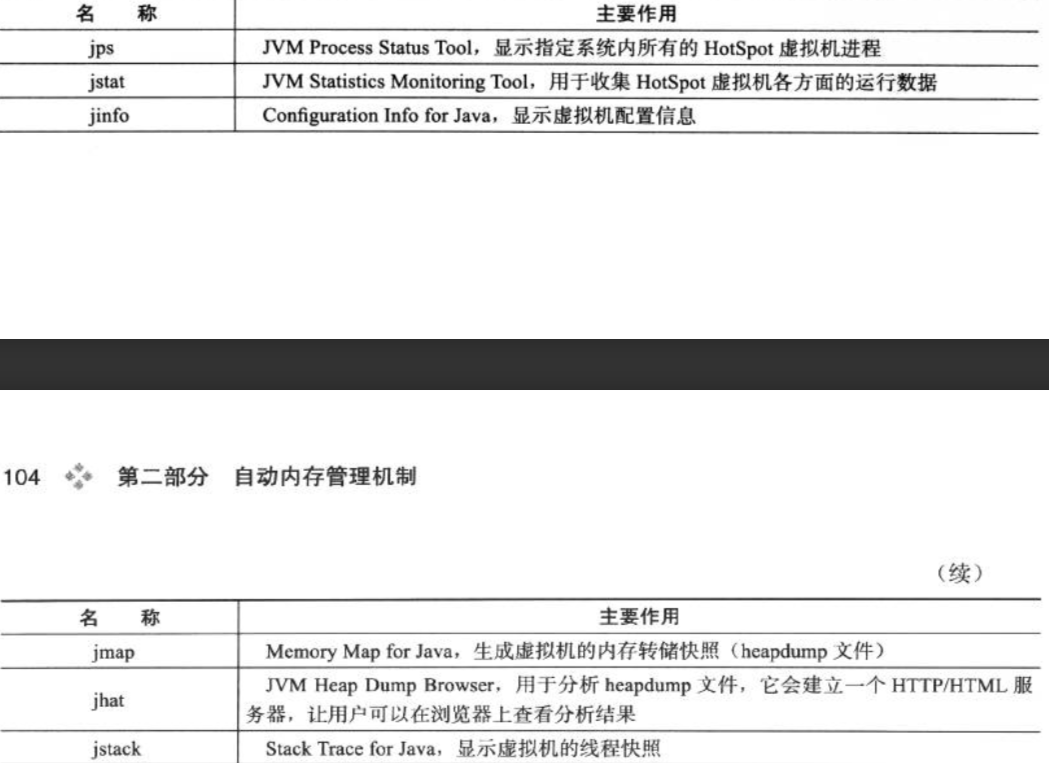 名 称 主要作用
jps JVM Process Status Tool，显示指定系统内所有的 HotSpot 虚拟机进程
jstat JVM Statistics Monitoring Tool，用于收集 HotSpot 虚拟机各方面的运行数据
jinfo Configuration Info for Java，显示虚拟机配置信息
104 第二部分 自动内存管理机制
（续）
名 称 主要作用
jmap Memory Map for Java，生成虚拟机的内存转储快照（heapdump 文件）
jhat JVM Heap Dump Browser，用于分析 heapdump 文件，它会建立一个 HTTP/HTML 服
务器，让用户可以在浏览器上查看分析结果
jstack Stack Trace for Java，显示虚拟机的线程快照